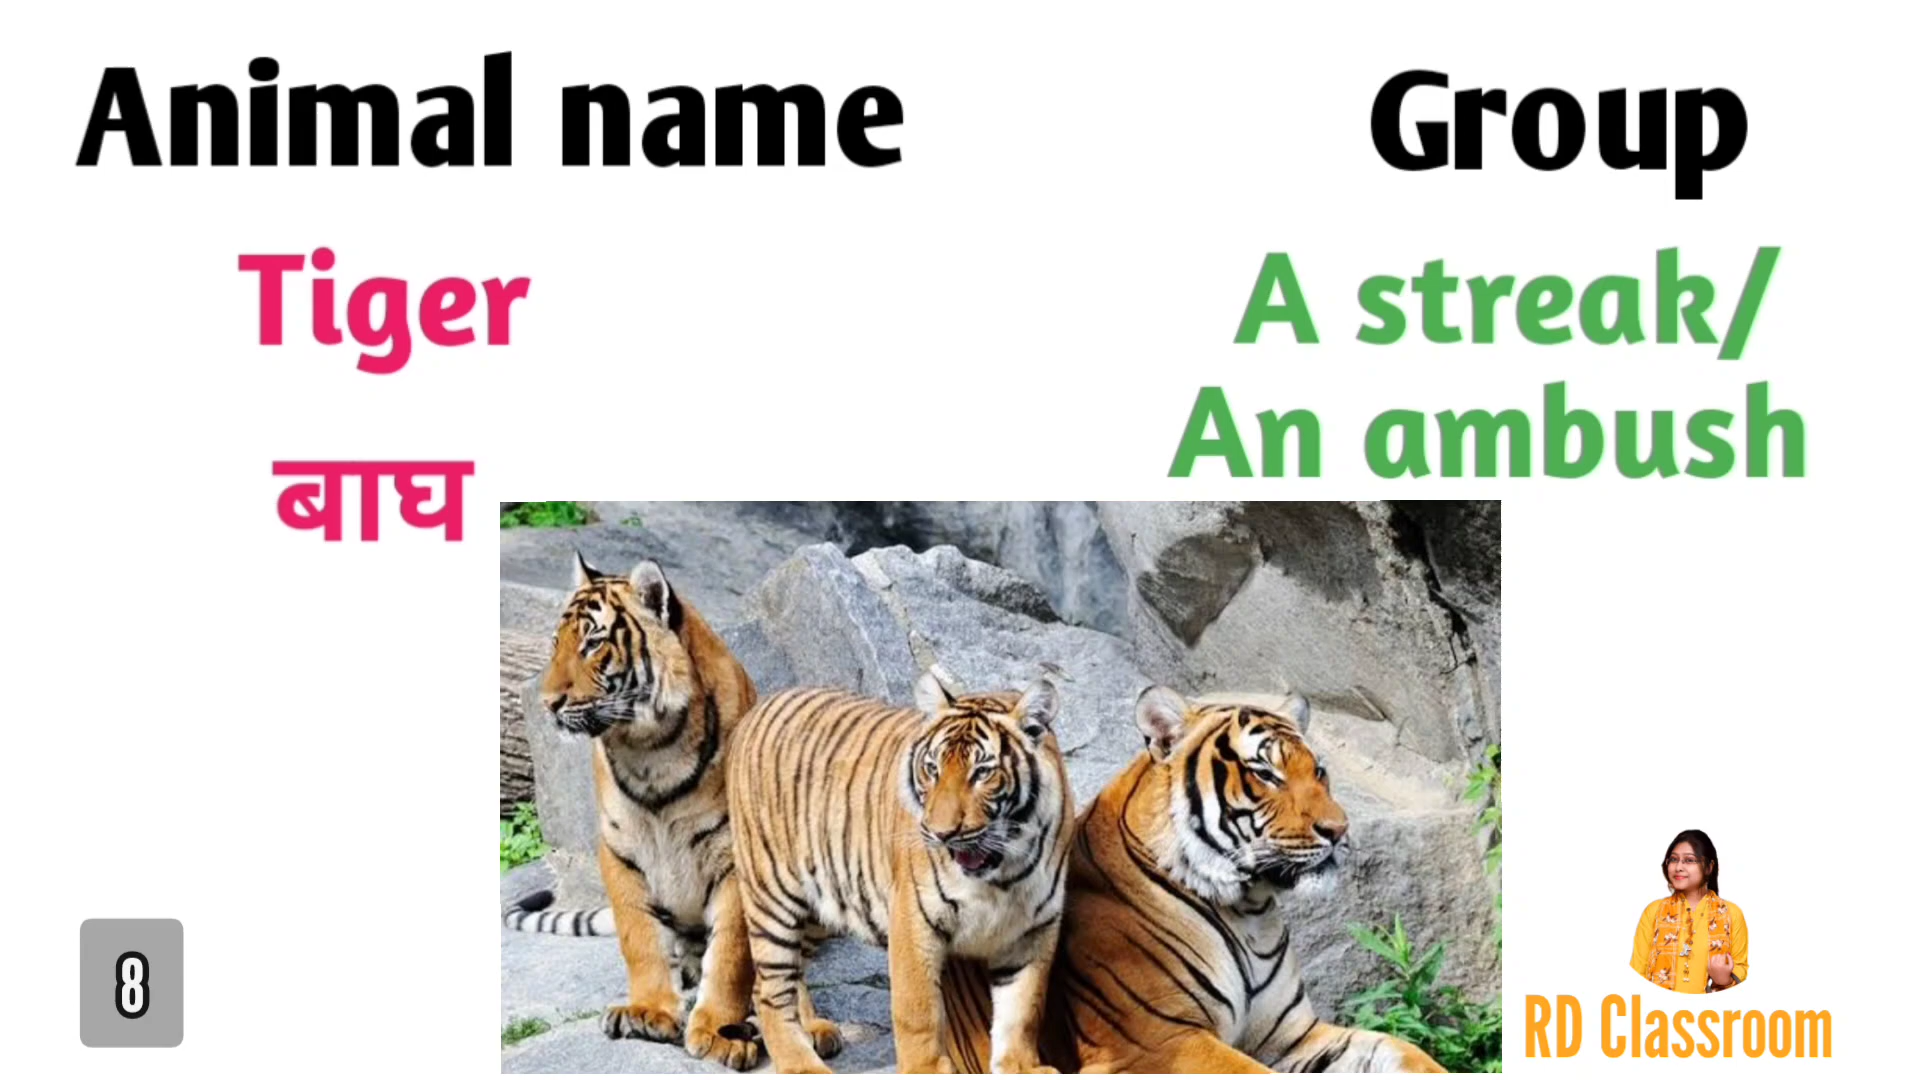 Animal name
Group
Tiger
A streak/
An ambush
बाघ
8
RD Classroom